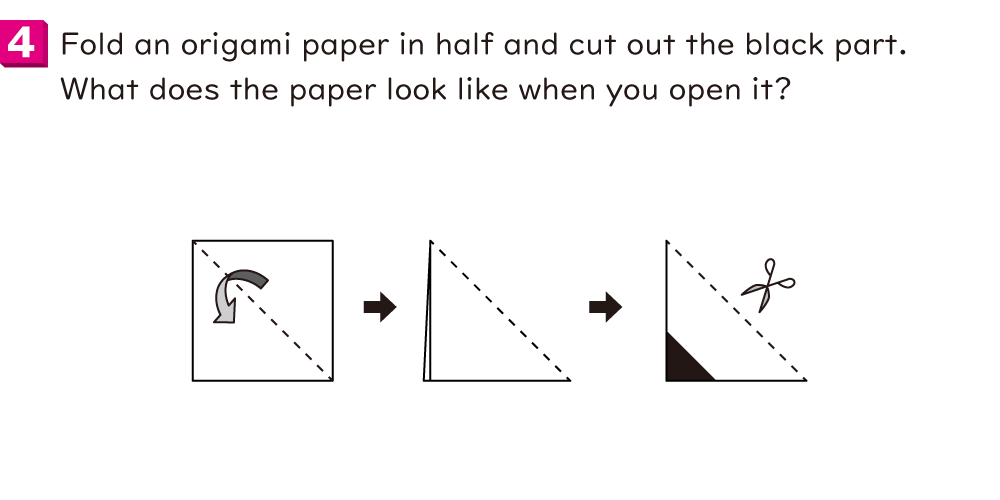 4 Fold an origami paper in half and cut out the black part.
What does the paper look like when you open it?